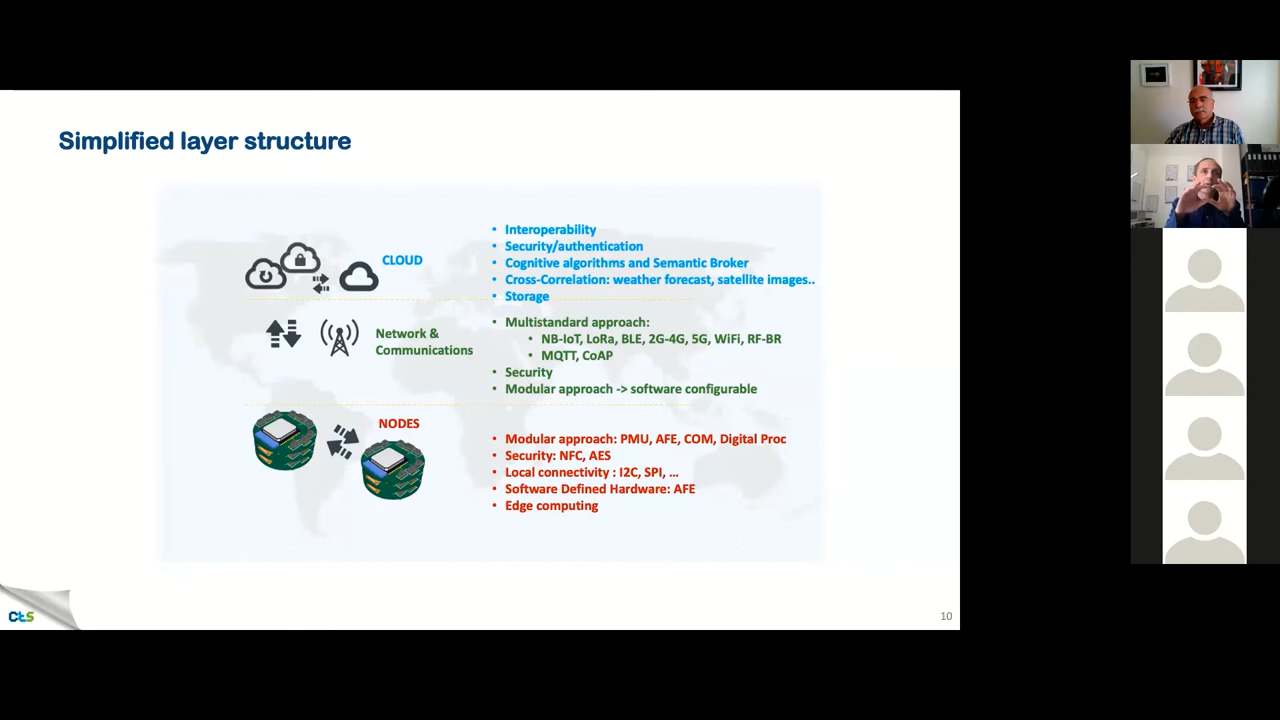 Simplified layer structure
CLOUD
• Interoperability
• Security/authentication
• Cognitive algorithms and Semantic Broker
• Cross-Correlation: weather forecast, satellite images..
• Storage
Network &
Communications
• Multistandard approach:
• NB-IoT, LoRa, BLE, 2G-4G, 5G, WiFi, RF-BR
• MQTT, CoAP
• Security
• Modular approach -> software configurable
NODES
• Modular approach: PMU, AFE, COM, Digital Proc
• Security: NFC, AES
• Local connectivity : I2C, SPI, ...
• Software Defined Hardware: AFE
• Edge computing
cts
10